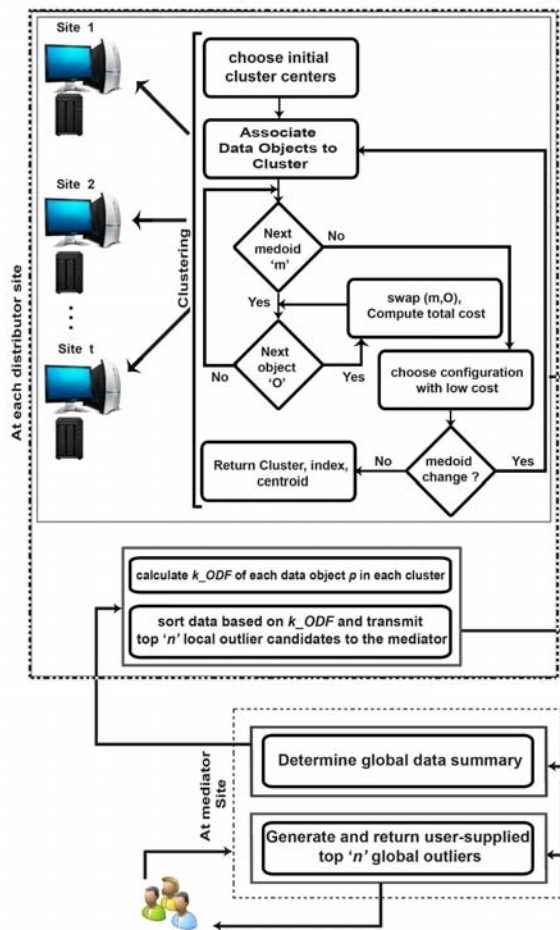 Site 1
Site 2
Site t
At each distributor site
Clustering
choose initial
cluster centers
Associate
Data Objects to
Cluster
Next
medoid
'm'
No
Yes
swap (m,O),
Compute total cost
Next
object
'O'
No
Yes
choose configuration
with low cost
medoid
change ?
No
Yes
Return Cluster, index,
centroid
calculate k_ODF of each data object p in each cluster
sort data based on k_ODF and transmit
top 'n' local outlier candidates to the mediator
At mediator
Site
Determine global data summary
Generate and return user-supplied
top 'n' global outliers